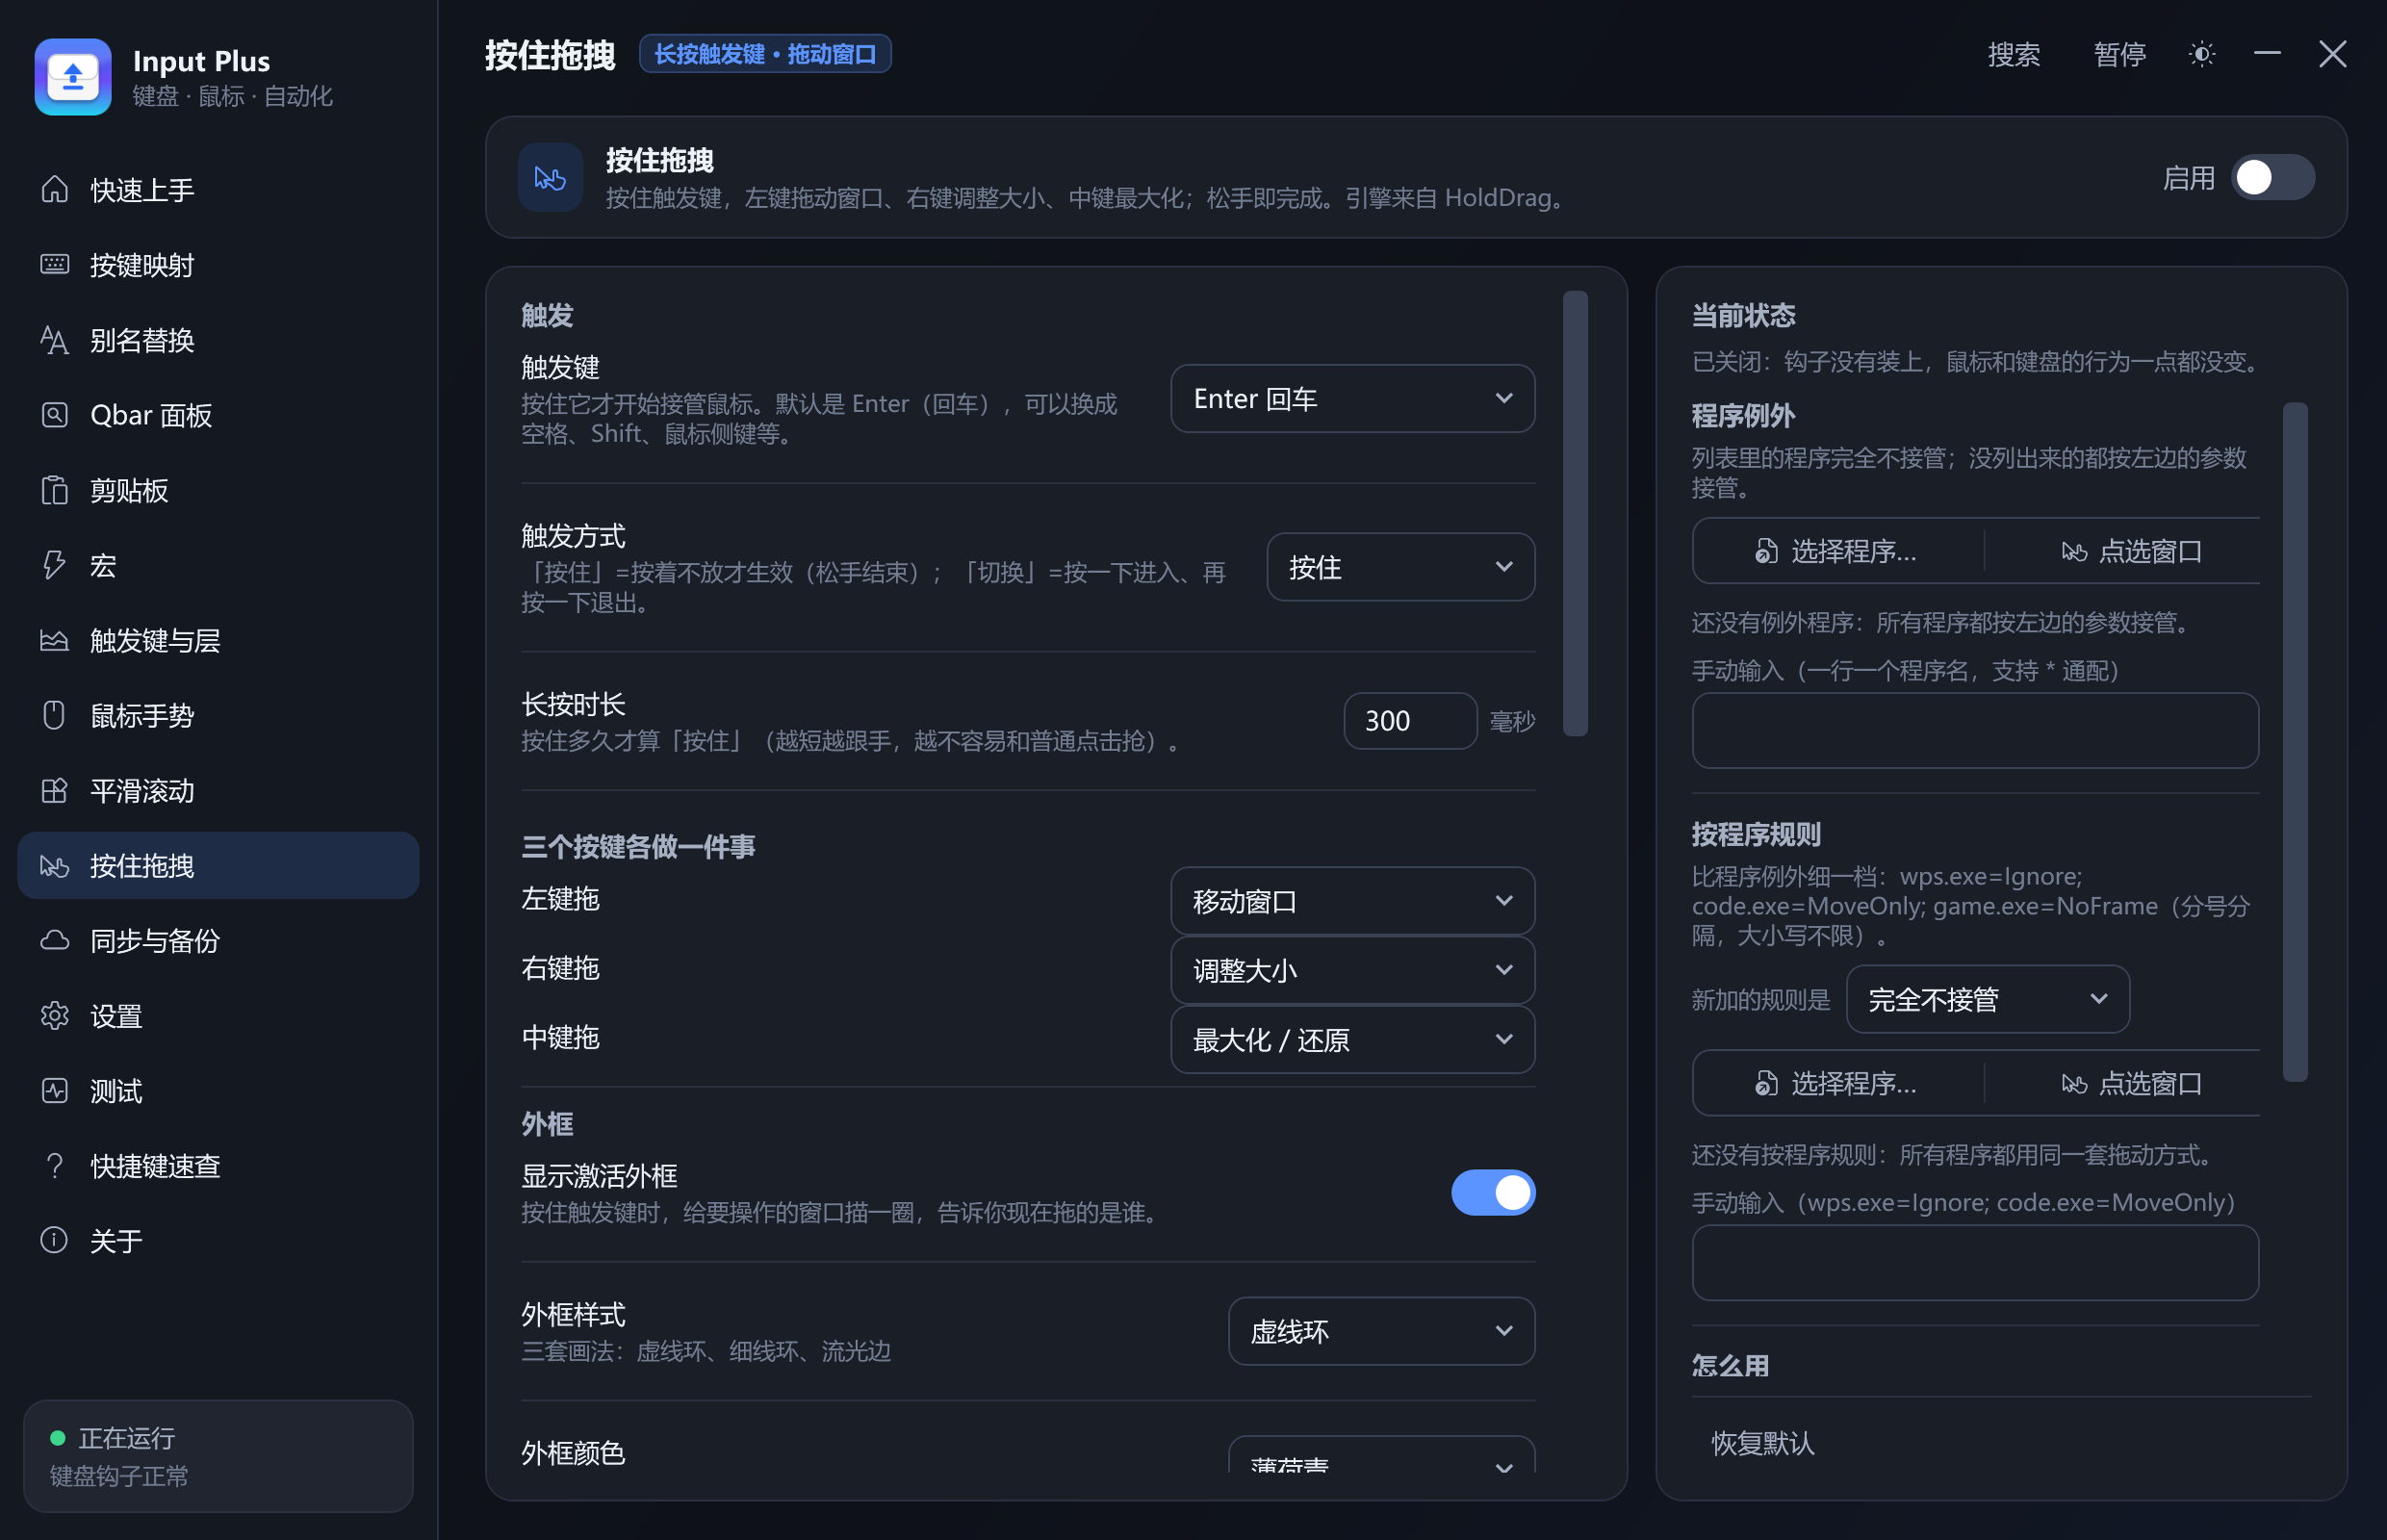 Input Plus
键盘 · 鼠标 · 自动化
快速上手
按键映射
别名替换
Qbar 面板
剪贴板
宏
触发键与层
鼠标手势
平滑滚动
按住拖拽
同步与备份
设置
测试
快捷键速查
关于
正在运行
键盘钩子正常
按住拖拽
长按触发键 • 拖动窗口
搜索
暂停
按住拖拽
按住触发键，左键拖动窗口、右键调整大小、中键最大化；松手即完成。引擎来自 HoldDrag。
启用
触发
触发键
按住它才开始接管鼠标。默认是 Enter（回车），可以换成
空格、Shift、鼠标侧键等。
Enter 回车
触发方式
「按住」=按着不放才生效（松手结束）；「切换」=按一下进入、再
按一下退出。
按住
长按时长
按住多久才算「按住」（越短越跟手，越不容易和普通点击抢）。
300
毫秒
三个按键各做一件事
左键拖
移动窗口
右键拖
调整大小
中键拖
最大化 / 还原
外框
显示激活外框
按住触发键时，给要操作的窗口描一圈，告诉你现在拖的是谁。
外框样式
三套画法：虚线环、细线环、流光边
虚线环
外框颜色
薄荷青
当前状态
已关闭：钩子没有装上，鼠标和键盘的行为一点都没变。
程序例外
列表里的程序完全不接管；没列出来的都按左边的参数
接管。
选择程序...
点选窗口
还没有例外程序：所有程序都按左边的参数接管。
手动输入（一行一个程序名，支持 * 通配）
按程序规则
比程序例外细一档：wps.exe=Ignore;
code.exe=MoveOnly; game.exe=NoFrame（分号分
隔，大小写不限）。
新加的规则是
完全不接管
选择程序...
点选窗口
还没有按程序规则：所有程序都用同一套拖动方式。
手动输入（wps.exe=Ignore; code.exe=MoveOnly）
怎么用
恢复默认